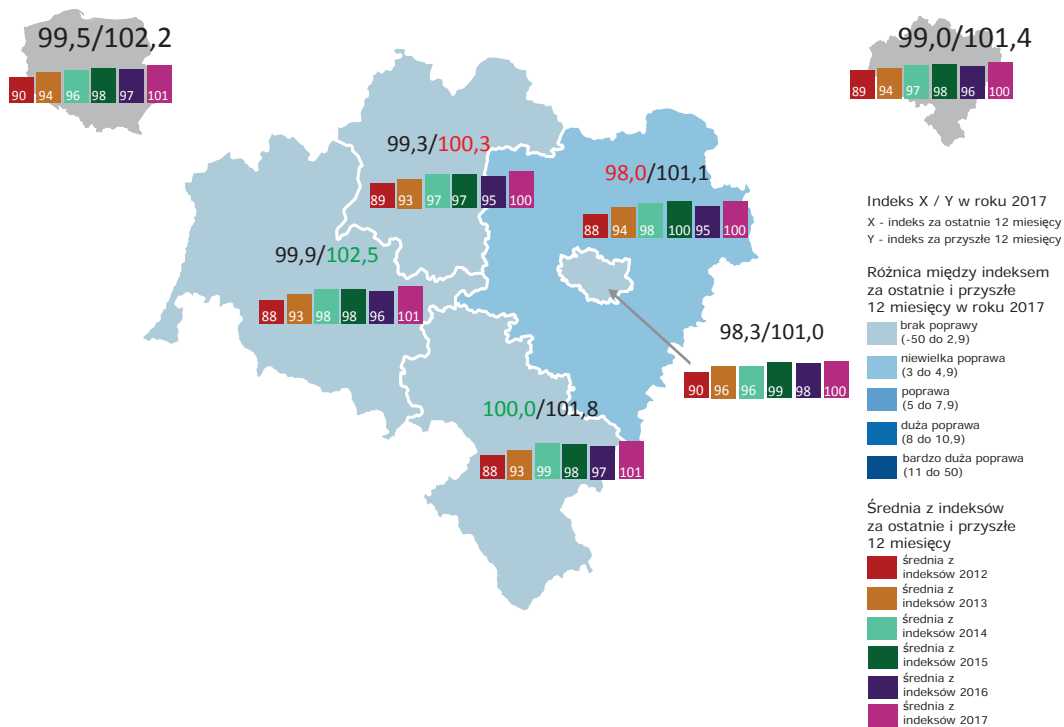 99,5/102,2
90 94 96 98 97 101
99,0/101,4
89 94 97 98 96 100
99,3/100,3
89 93 97 97 95 100
98,0/101,1
88 94 98 100 95 100
99,9/102,5
88 93 98 98 96 101
98,3/101,0
90 96 96 99 98 100
100,0/101,8
88 93 99 98 97 101
Indeks X / Y w roku 2017
X - indeks za ostatnie 12 miesięcy
Y - indeks za przyszłe 12 miesięcy
Różnica między indeksem
za ostatnie i przyszłe
12 miesięcy w roku 2017
brak poprawy
(-50 do 2,9)
niewielka poprawa
(3 do 4,9)
poprawa
(5 do 7,9)
duża poprawa
(8 do 10,9)
bardzo duża poprawa
(11 do 50)
Średnia z indeksów
za ostatnie i przyszłe
12 miesięcy
średnia z
indeksów 2012
średnia z
indeksów 2013
średnia z
indeksów 2014
średnia z
indeksów 2015
średnia z
indeksów 2016
średnia z
indeksów 2017